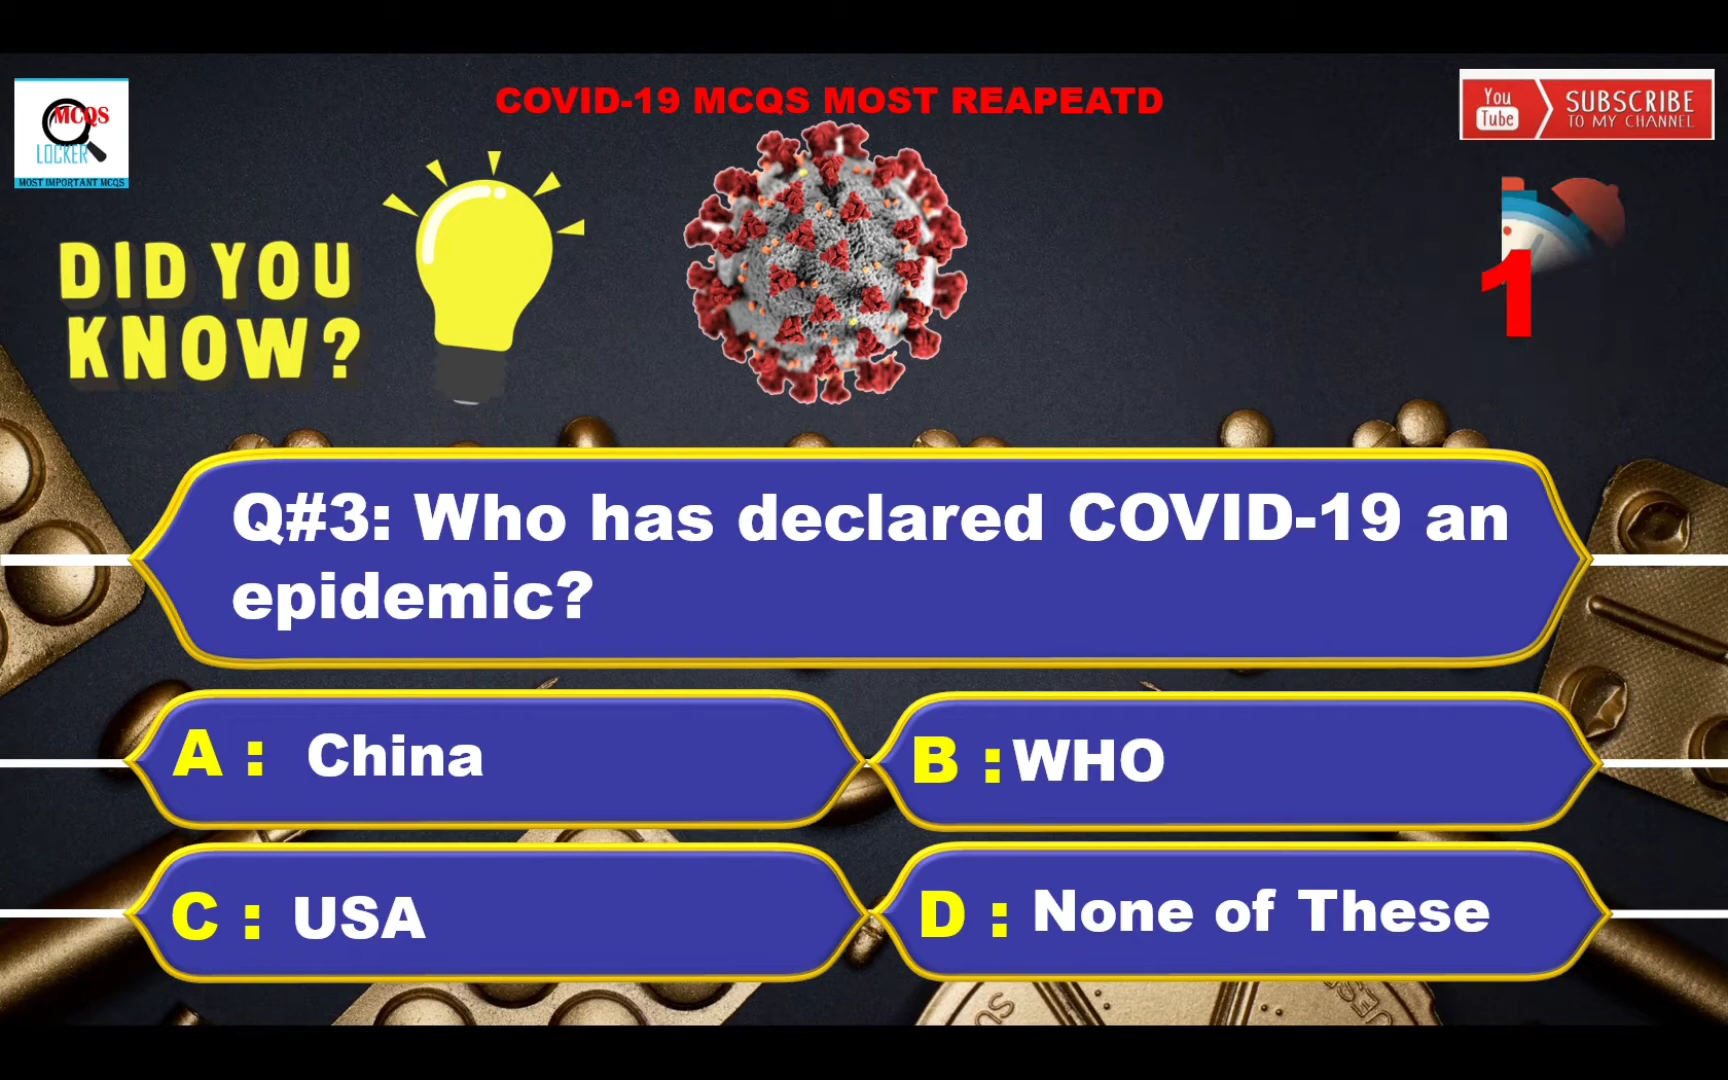 COVID-19 MCQS MOST REAPEATD
MCQS
LOCKER
MOST IMPORTANT MCQS
You
Tube
SUBSCRIBE
TO MY CHANNEL
DID YOU
KNOW?
1
Q#3: Who has declared COVID-19 an
epidemic?
A : China
B : WHO
C : USA
D : None of These